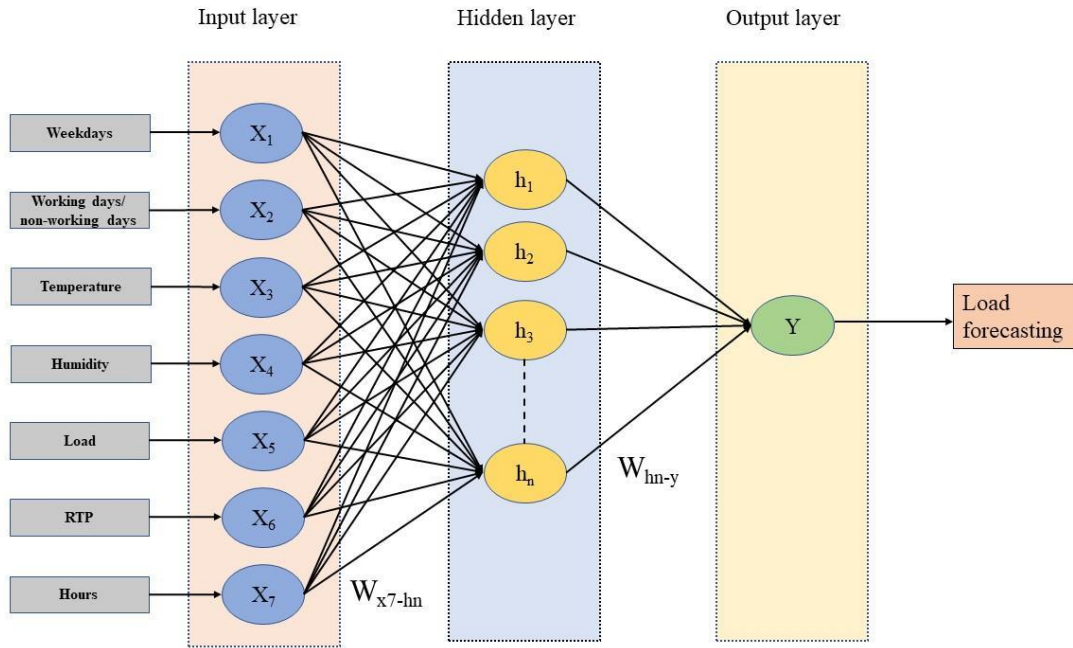 Input layer
Hidden layer
Output layer
Weekdays
X1
Working days/
non-working days
X2
Temperature
X3
Humidity
X4
Load
X5
RTP
X6
Hours
X7
Wx7-hn
h1
h2
h3
hn
Whn-y
Y
Load
forecasting